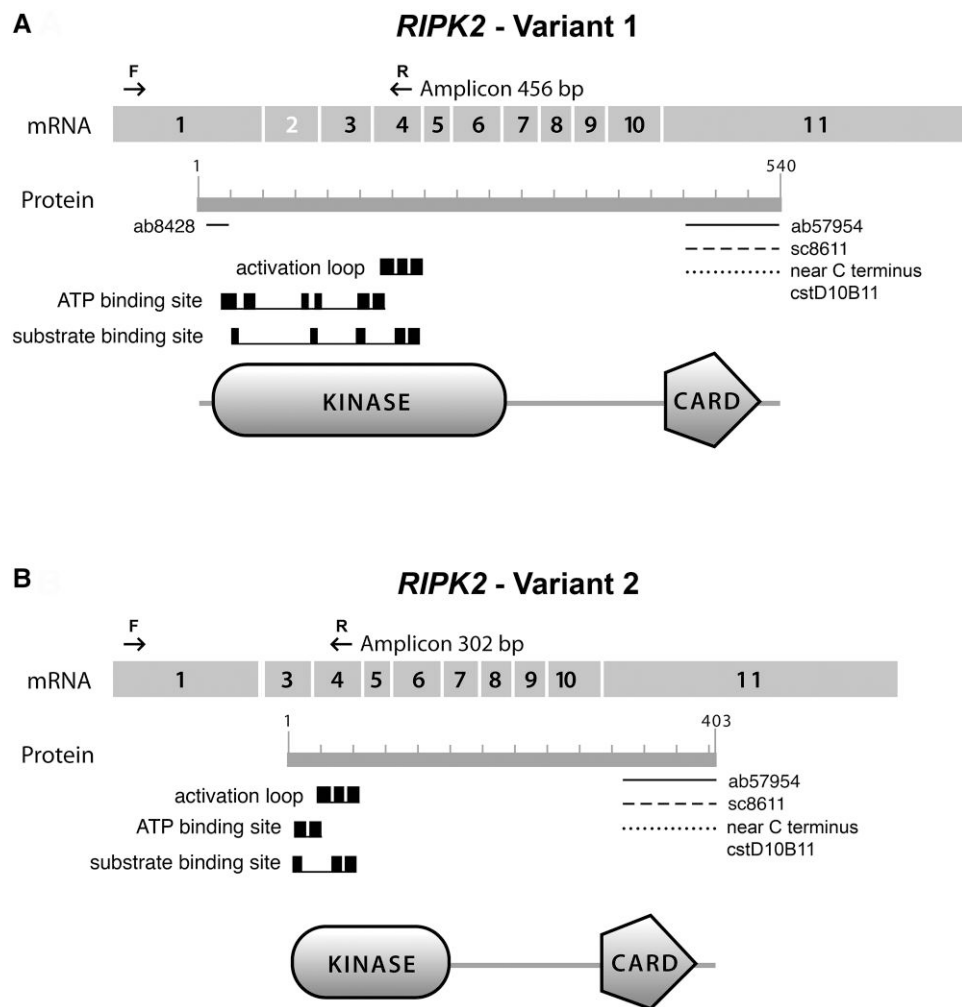 A
RIPK2 - Variant 1
F
R
Amplicon 456 bp
mRNA
1 2 3 4 5 6 7 8 9 10 11
1
540
Protein
ab8428
ab57954
sc8611
near C terminus
cstD10B11
activation loop
ATP binding site
substrate binding site
KINASE
CARD
B
RIPK2 - Variant 2
F
R
Amplicon 302 bp
mRNA
1 3 4 5 6 7 8 9 10 11
1
403
Protein
ab57954
sc8611
near C terminus
cstD10B11
activation loop
ATP binding site
substrate binding site
KINASE
CARD